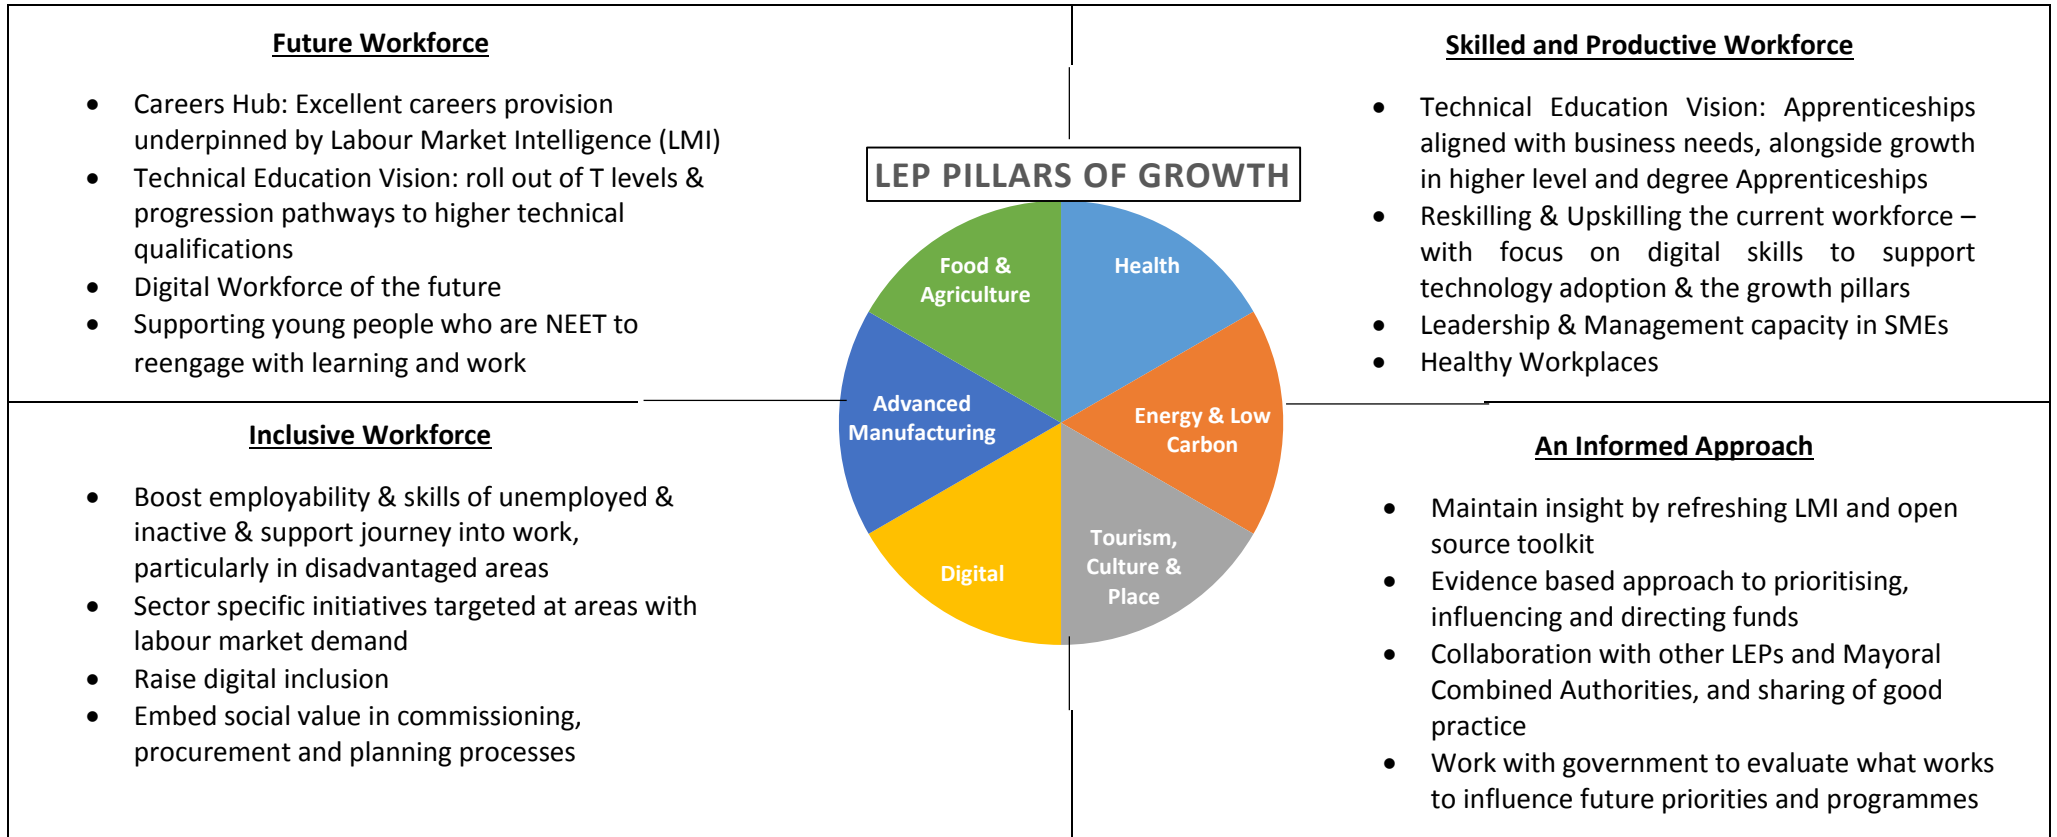 Future Workforce
• Careers Hub: Excellent careers provision
underpinned by Labour Market Intelligence (LMI)
• Technical Education Vision: roll out of T levels &
progression pathways to higher technical
qualifications
• Digital Workforce of the future
• Supporting young people who are NEET to
reengage with learning and work
Skilled and Productive Workforce
• Technical Education Vision: Apprenticeships
aligned with business needs, alongside growth
in higher level and degree Apprenticeships
• Reskilling & Upskilling the current workforce –
with focus on digital skills to support
technology adoption & the growth pillars
• Leadership & Management capacity in SMEs
• Healthy Workplaces
LEP PILLARS OF GROWTH
Food &
Agriculture
Health
Advanced
Manufacturing
Energy & Low
Carbon
Digital
Tourism,
Culture &
Place
Inclusive Workforce
• Boost employability & skills of unemployed &
inactive & support journey into work,
particularly in disadvantaged areas
• Sector specific initiatives targeted at areas with
labour market demand
• Raise digital inclusion
• Embed social value in commissioning,
procurement and planning processes
An Informed Approach
• Maintain insight by refreshing LMI and open
source toolkit
• Evidence based approach to prioritising,
influencing and directing funds
• Collaboration with other LEPs and Mayoral
Combined Authorities, and sharing of good
practice
• Work with government to evaluate what works
to influence future priorities and programmes